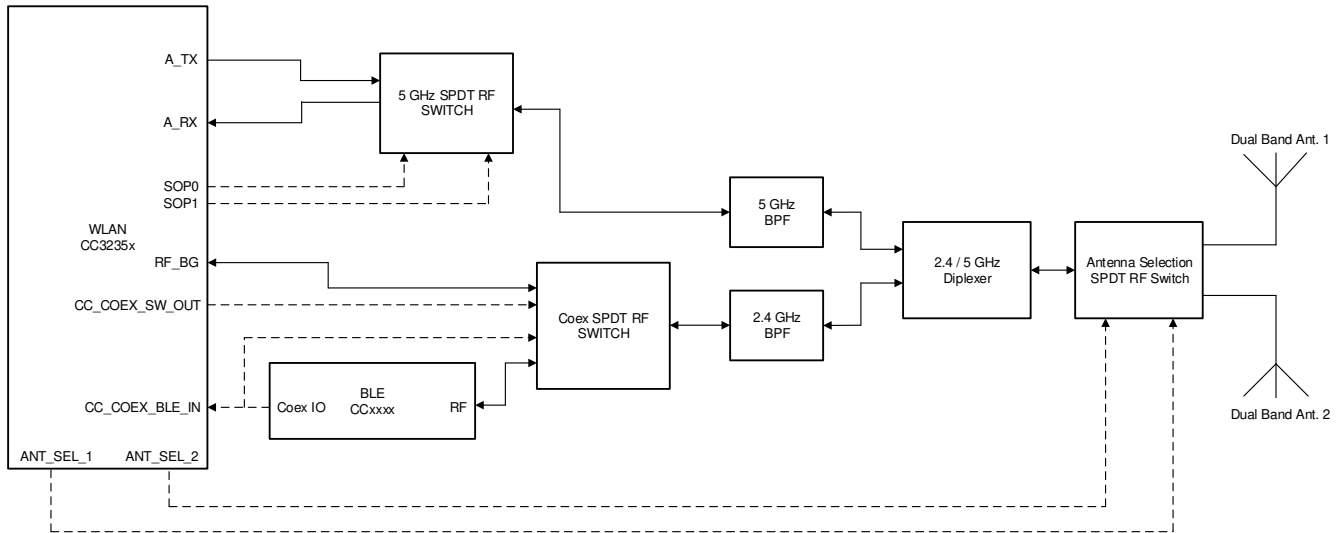 A_TX
A_RX
SOP0
SOP1
WLAN
CC3235x
RF_BG
CC_COEX_SW_OUT
CC_COEX_BLE_IN
ANT_SEL_1
ANT_SEL_2
5 GHz SPDT RF
SWITCH
Coex IO
BLE
CCxxxx
RF
Coex SPDT RF
SWITCH
5 GHz
BPF
2.4 GHz
BPF
2.4 / 5 GHz
Diplexer
Antenna Selection
SPDT RF Switch
Dual Band Ant. 1
Dual Band Ant. 2